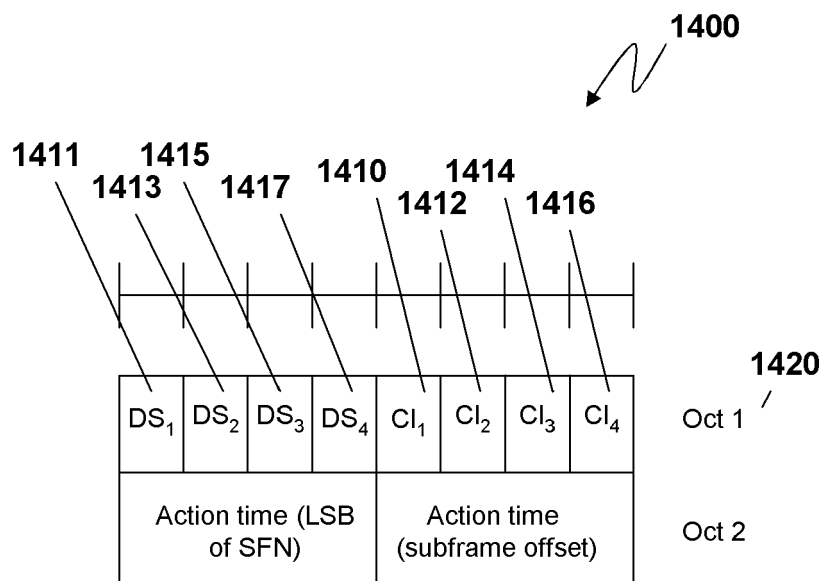 1400
1411 1415 1410 1414
1413 1417 1412 1416
1420
DS₁ DS₂ DS₃ DS₄ CI₁ CI₂ CI₃ CI₄ Oct 1
Action time (LSB of SFN) Action time (subframe offset) Oct 2